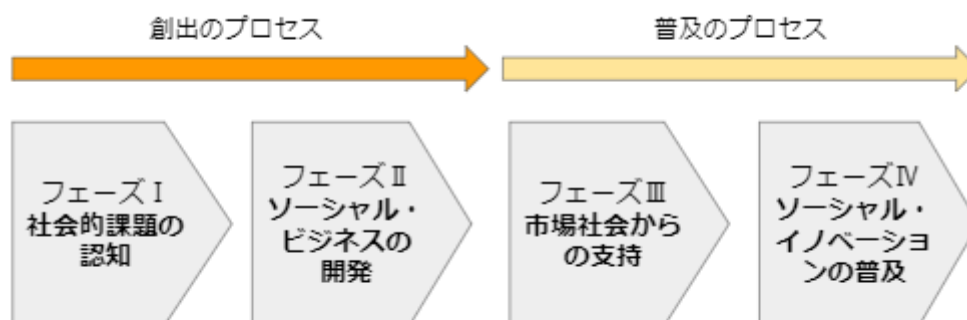 創出のプロセス
普及のプロセス
フェーズⅠ
社会的課題の
認知
フェーズⅡ
ソーシャル・
ビジネスの
開発
フェーズⅢ
市場社会から
の支持
フェーズⅣ
ソーシャル・
イノベーショ
ンの普及